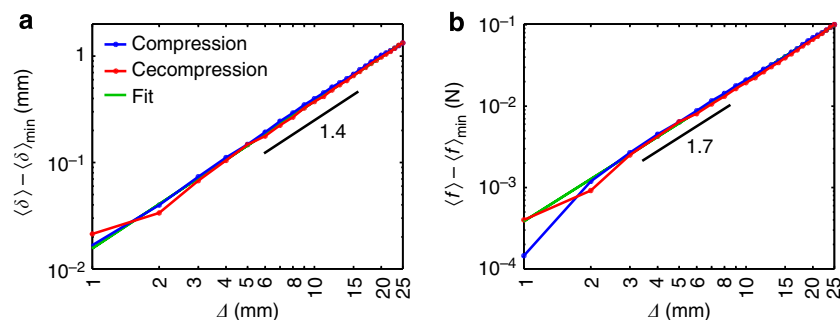 a
⟨δ⟩ – ⟨δ⟩min (mm)
1
10⁻¹
10⁻²
Compression
Cecompression
Fit
1.4
1 2 3 4 5 6 8 10 15 20 25
Δ (mm)
b
⟨f⟩ – ⟨f⟩min (N)
10⁻¹
10⁻²
10⁻³
10⁻⁴
1.7
1 2 3 4 5 6 8 10 15 20 25
Δ (mm)